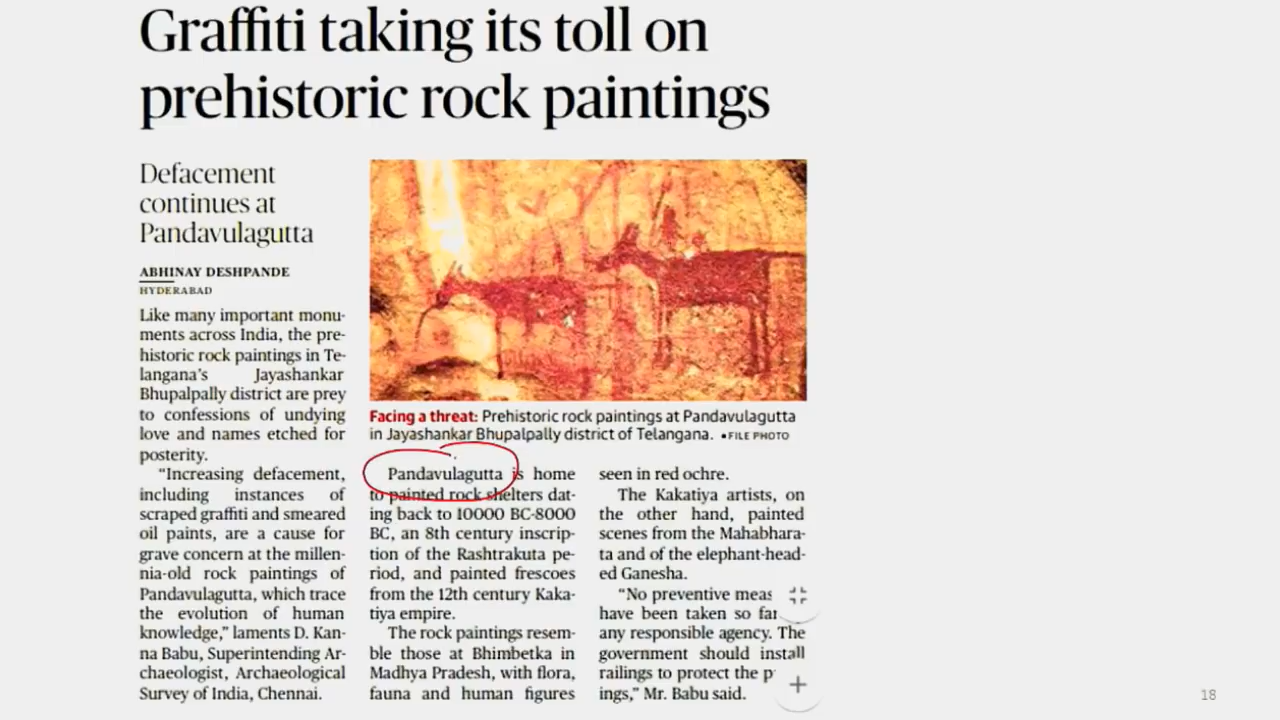 Graffiti taking its toll on
prehistoric rock paintings
Defacement
continues at
Pandavulagutta
ABHINAY DESHPANDE
HYDERABAD
Like many important monu-
ments across India, the pre-
historic rock paintings in Te-
langana's Jayashankar
Bhupalpally district are prey
to confessions of undying
love and names etched for
posterity.
"Increasing defacement,
including instances of
scraped graffiti and smeared
oil paints, are a cause for
grave concern at the millen-
nia-old rock paintings of
Pandavulagutta, which trace
the evolution of human
knowledge," laments D. Kan-
na Babu, Superintending Ar-
chaeologist, Archaeological
Survey of India, Chennai.
Facing a threat: Prehistoric rock paintings at Pandavulagutta
in Jayashankar Bhupalpally district of Telangana. •FILE PHOTO
Pandavulagutta is home
to painted rock shelters dat-
ing back to 10000 BC-8000
BC, an 8th century inscrip-
tion of the Rashtrakuta pe-
riod, and painted frescoes
from the 12th century Kaka-
tiya empire.
The rock paintings resem-
ble those at Bhimbetka in
Madhya Pradesh, with flora,
fauna and human figures
seen in red ochre.
The Kakatiya artists, on
the other hand, painted
scenes from the Mahabhara-
ta and of the elephant-head-
ed Ganesha.
"No preventive meas
have been taken so far
any responsible agency. The
government should install
railings to protect the p
ings," Mr. Babu said.
18